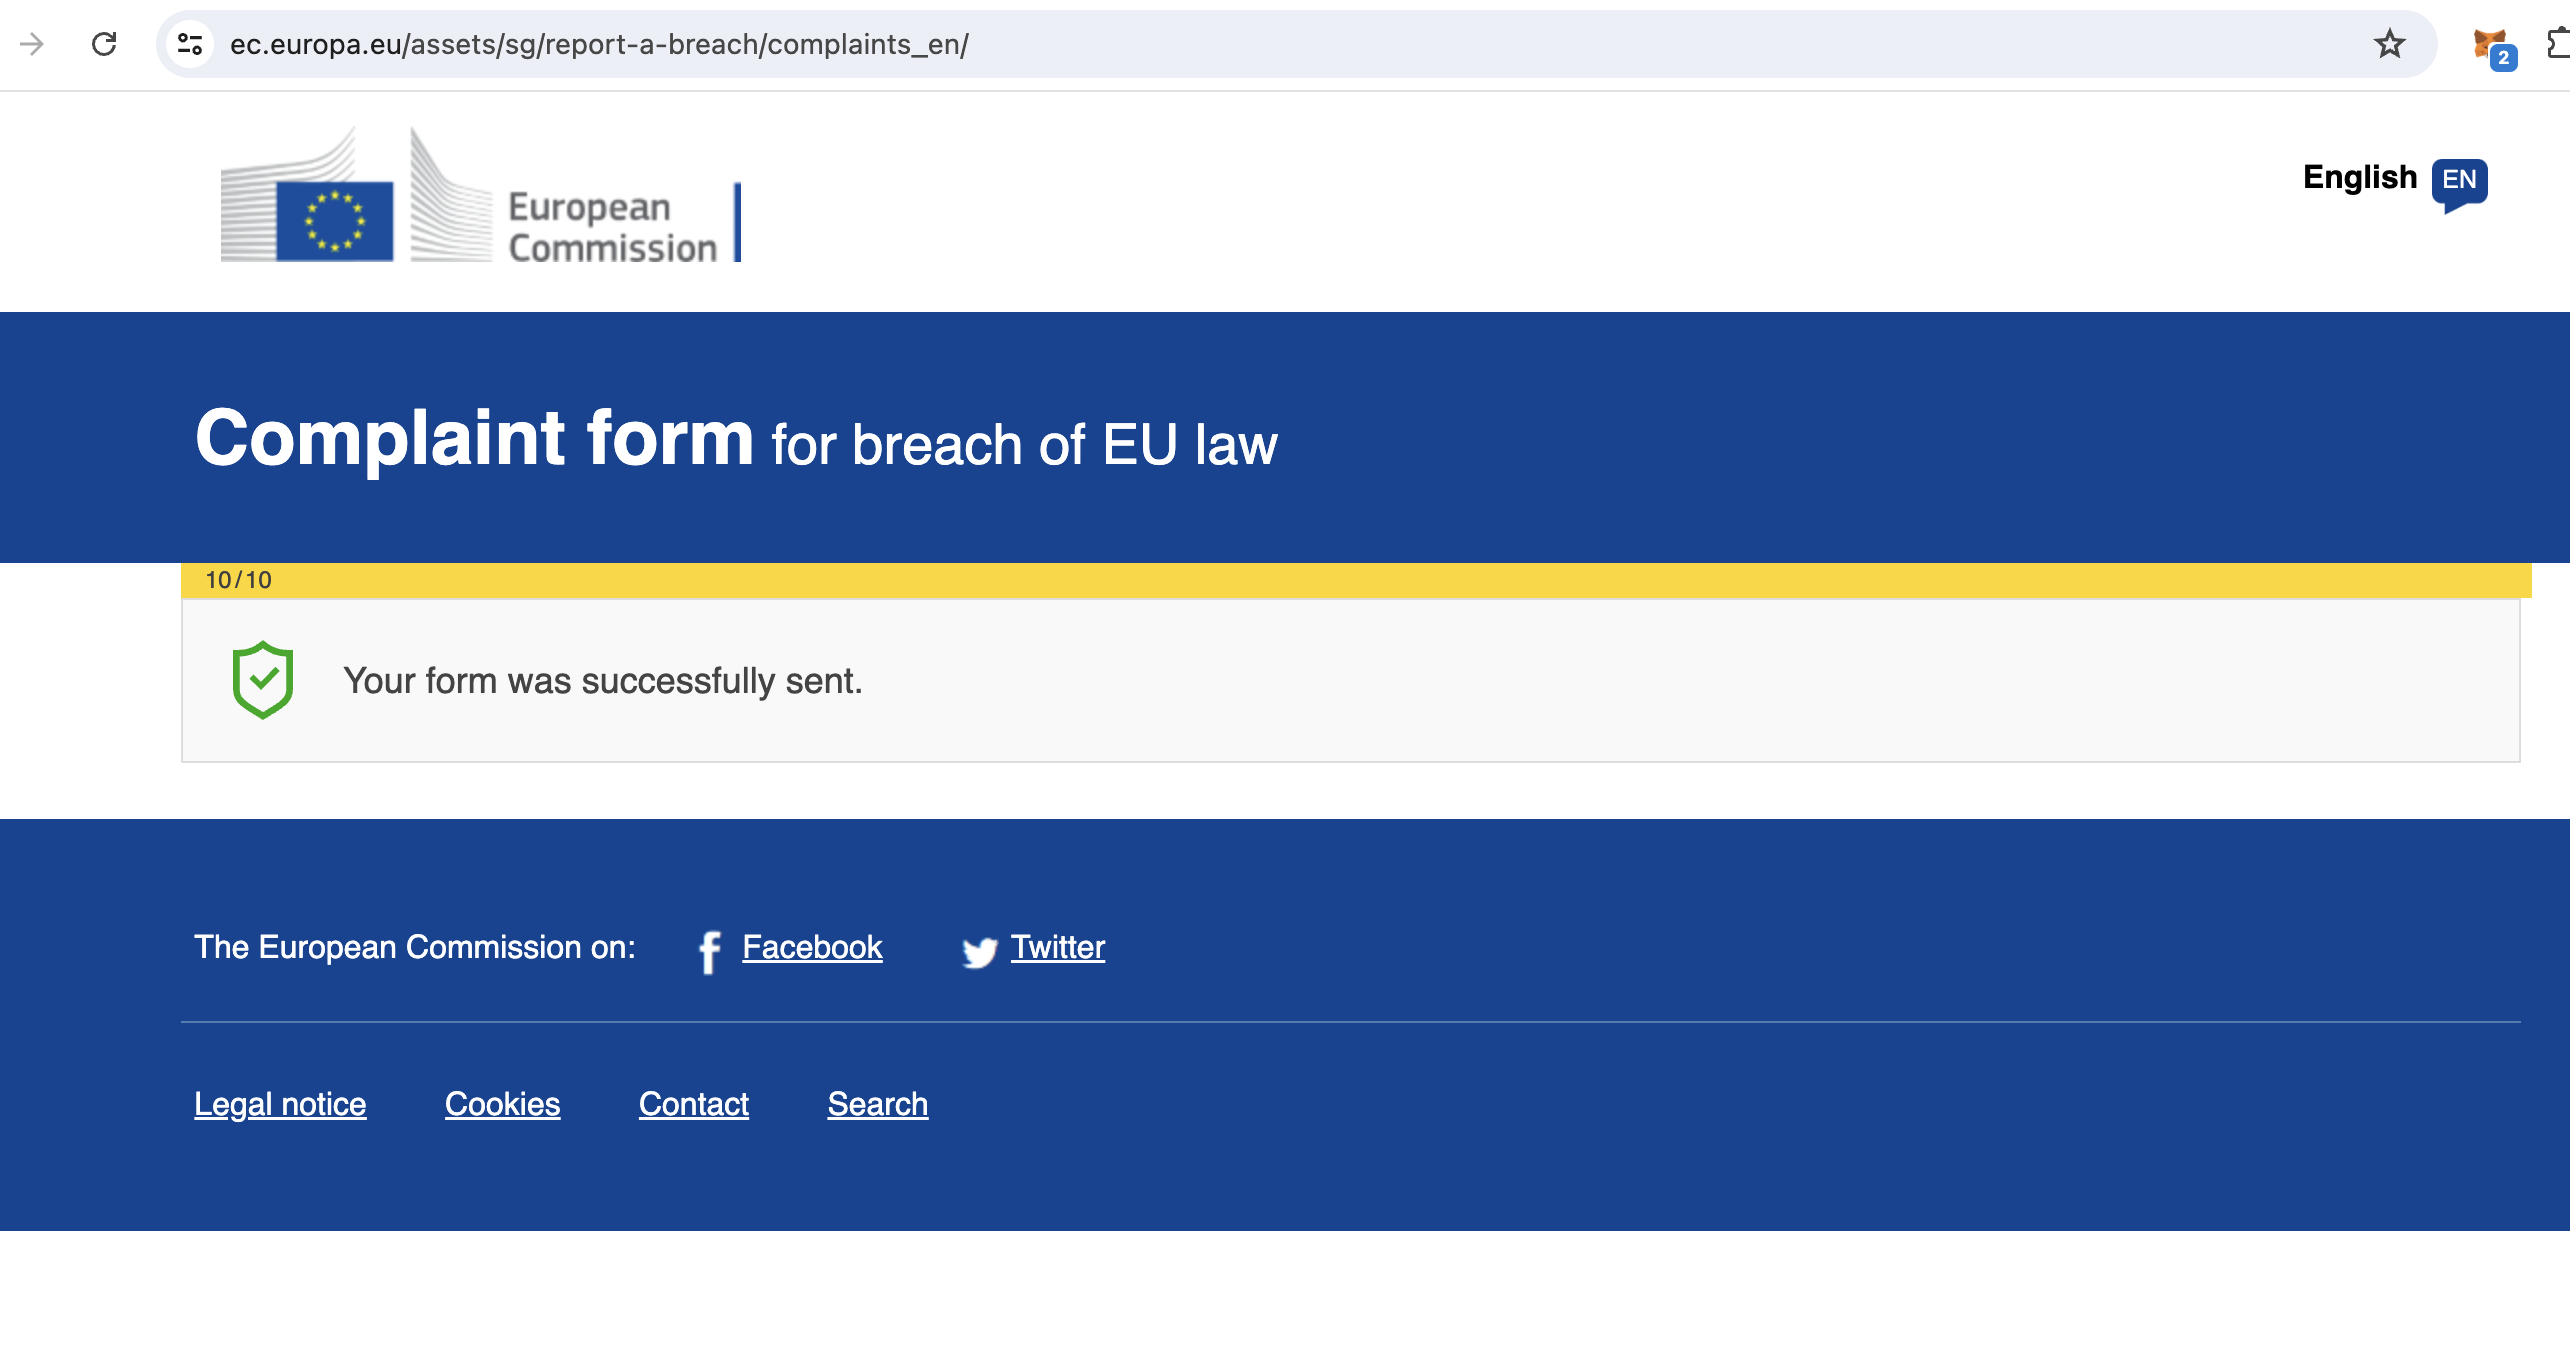 ec.europa.eu/assets/sg/report-a-breach/complaints_en/
2
European
Commission
English EN
Complaint form for breach of EU law
10/10
Your form was successfully sent.
The European Commission on: Facebook Twitter
Legal notice Cookies Contact Search